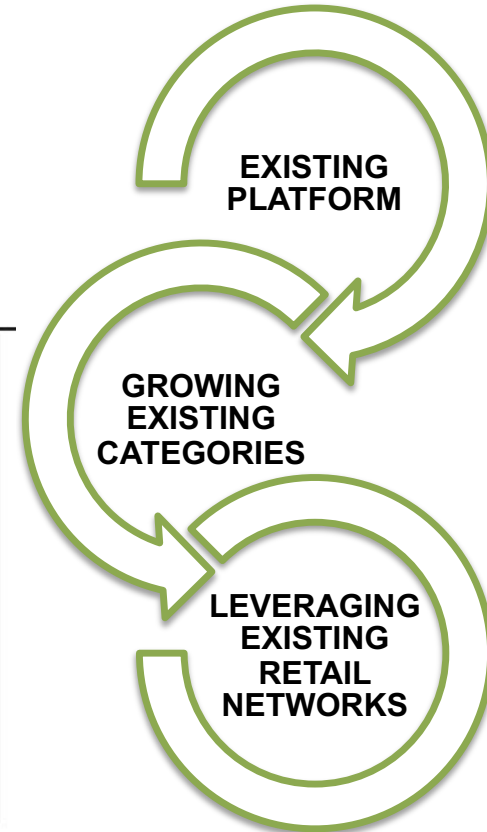 EXISTING
PLATFORM
GROWING
EXISTING
CATEGORIES
LEVERAGING
EXISTING
RETAIL
NETWORKS